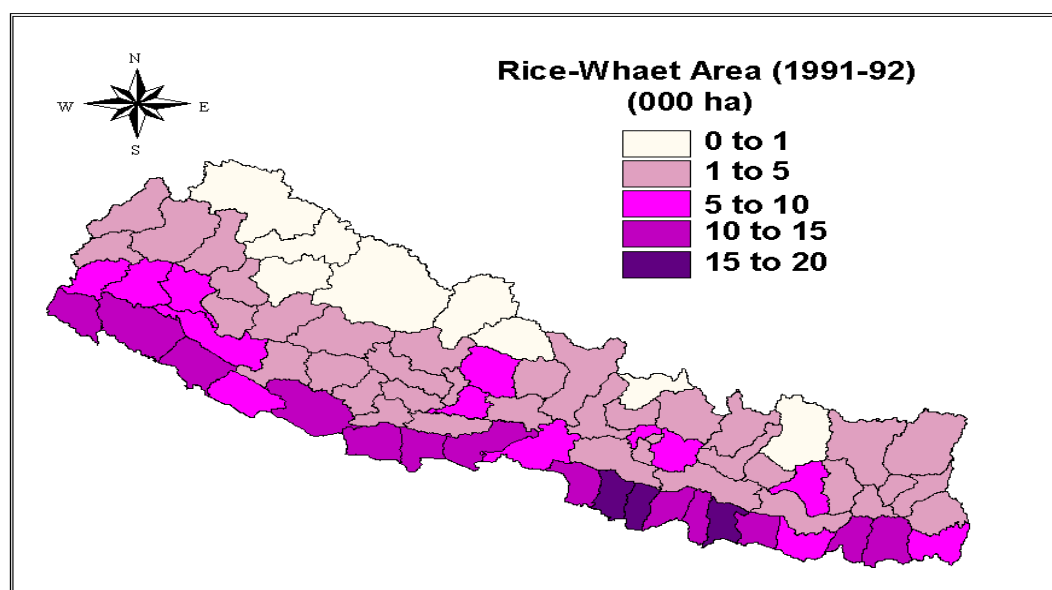 N
W E
S
Rice-Whaet Area (1991-92)
(000 ha)
0 to 1
1 to 5
5 to 10
10 to 15
15 to 20